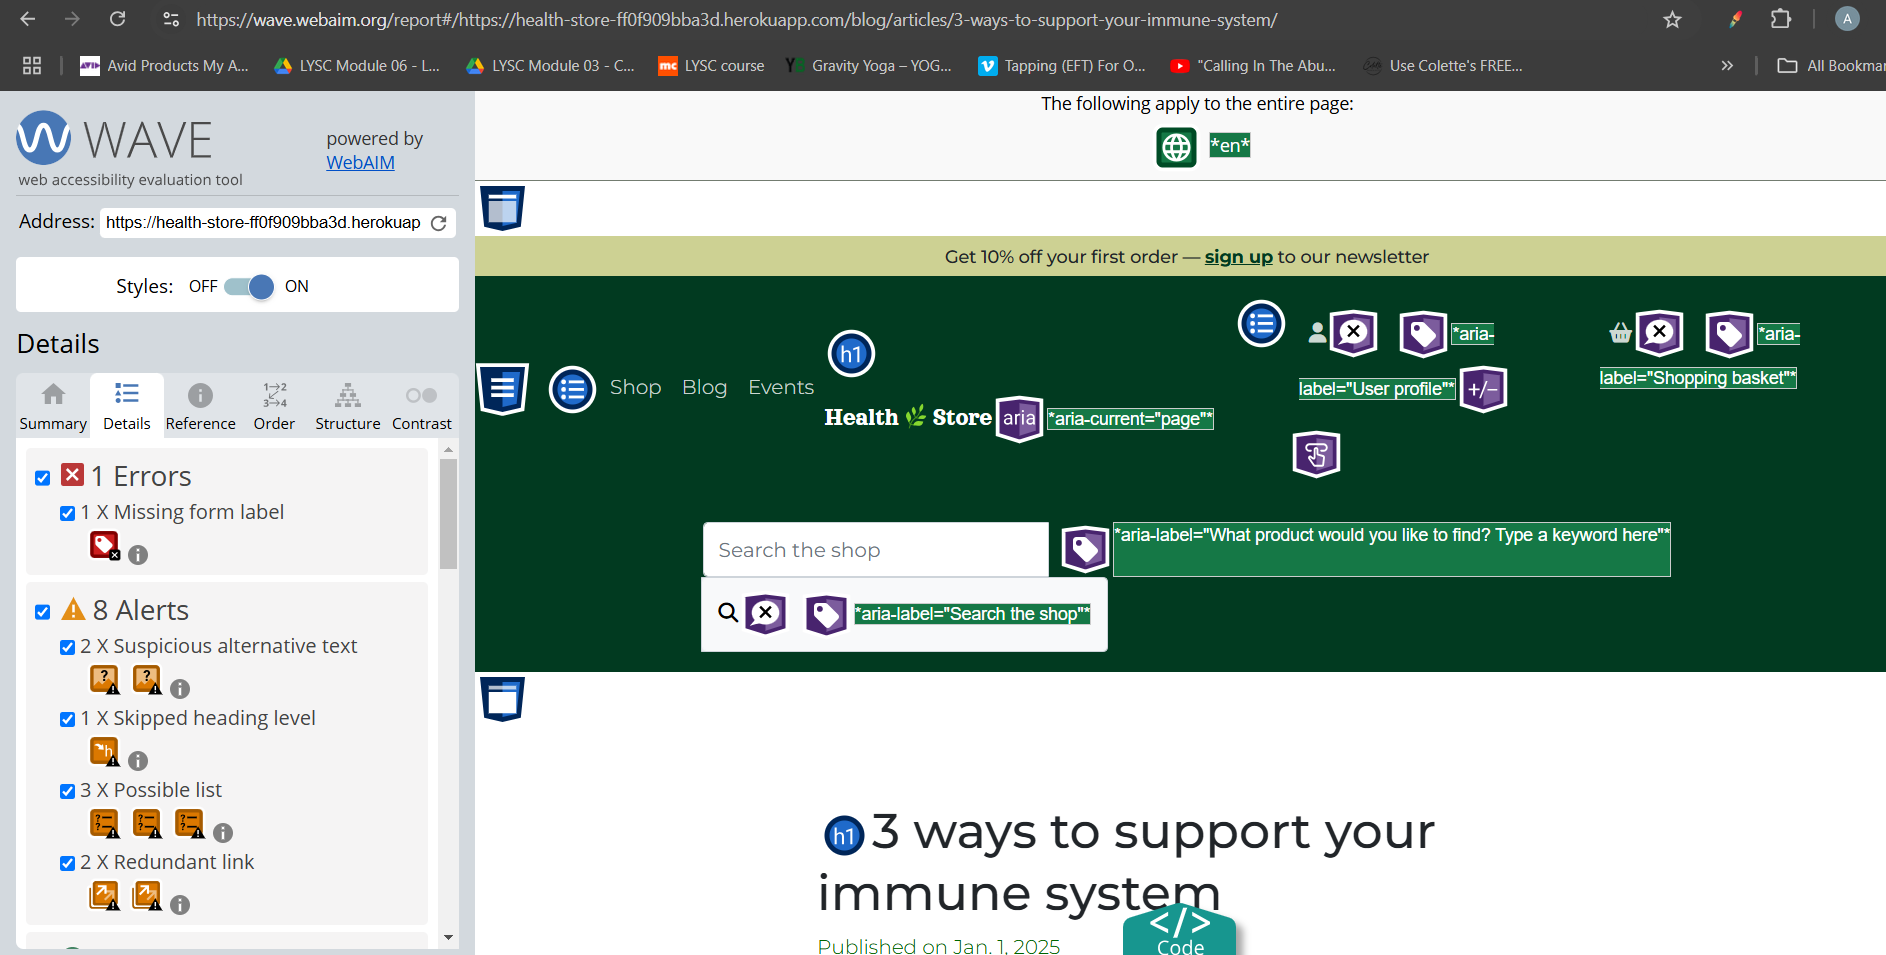 https://wave.webaim.org/report#/https://health-store-ff0f909bba3d.herokuapp.com/blog/articles/3-ways-to-support-your-immune-system/
A
Avid Products My A...
LYSC Module 06 - L...
LYSC Module 03 - C...
mc LYSC course
Gravity Yoga – YOG...
Tapping (EFT) For O...
"Calling In The Abu...
Use Colette's FREE...
»
All Bookmar
WAVE
web accessibility evaluation tool
powered by
WebAIM
Address: https://health-store-ff0f909bba3d.herokuap
Styles: OFF ON
Details
Summary Details Reference Order Structure Contrast
1 Errors
1 X Missing form label
8 Alerts
2 X Suspicious alternative text
1 X Skipped heading level
3 X Possible list
2 X Redundant link
The following apply to the entire page:
*en*
Get 10% off your first order — sign up to our newsletter
Shop Blog Events
h1
Health Store
aria *aria-current="page"*
*aria-
label="User profile"* +/-
*aria-
label="Shopping basket"*
Search the shop
*aria-label="What product would you like to find? Type a keyword here"*
*aria-label="Search the shop"*
h1 3 ways to support your
immune system
Published on Jan. 1, 2025
</>
Code